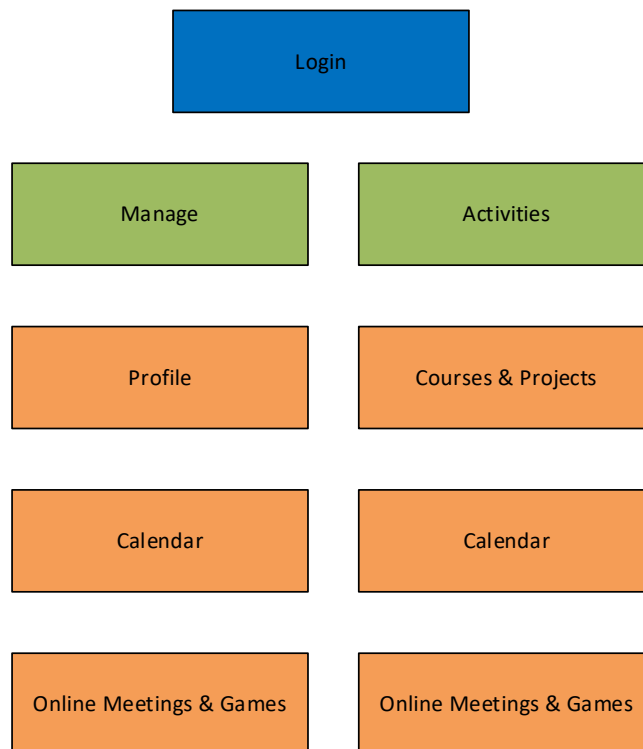 Login
Manage
Activities
Profile
Courses & Projects
Calendar
Calendar
Online Meetings & Games
Online Meetings & Games